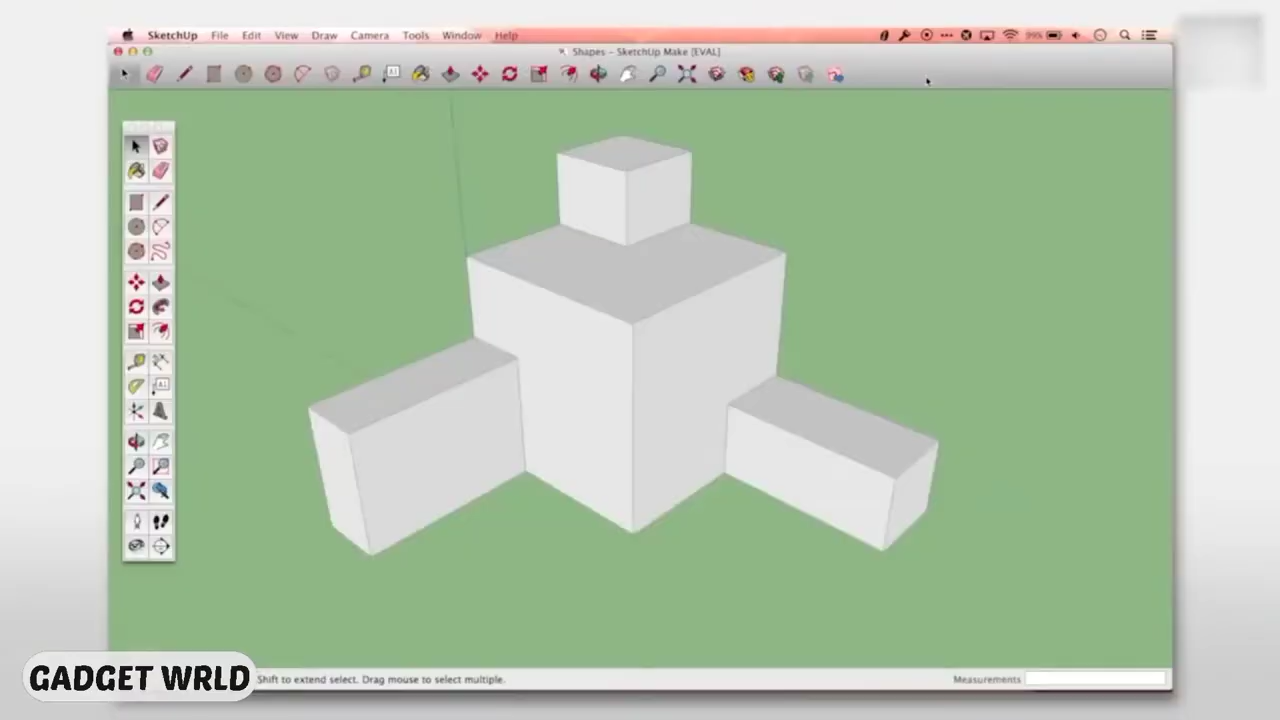 SketchUp File Edit View Draw Camera Tools Window Help 99%
Shapes - SketchUp Make [EVAL]
GADGET WRLD
Shift to extend select. Drag mouse to select multiple.
Measurements